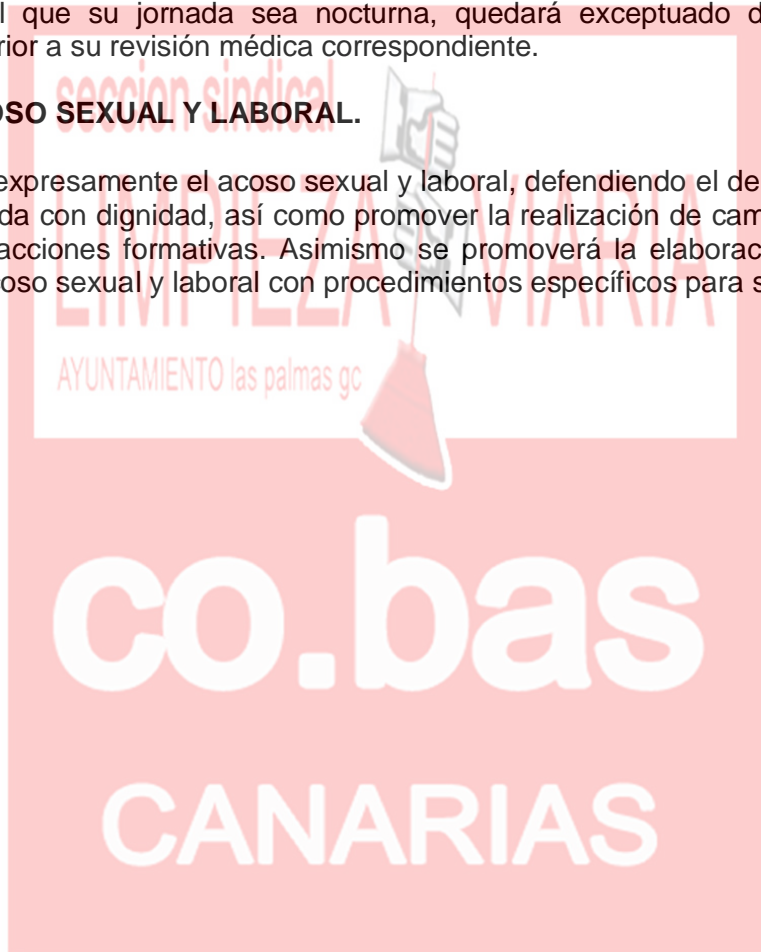 l que su jornada sea nocturna, quedará exceptuado d
rior a su revisión médica correspondiente.
seccion sindical
OSO SEXUAL Y LABORAL.
expresamente el acoso sexual y laboral, defendiendo el de
da con dignidad, así como promover la realización de cam
acciones formativas. Asimismo se promoverá la elaborac
oso sexual y laboral con procedimientos específicos para s
LIMPIEZA VIARIA
AYUNTAMIENTO las palmas gc
co.bas
CANARIAS